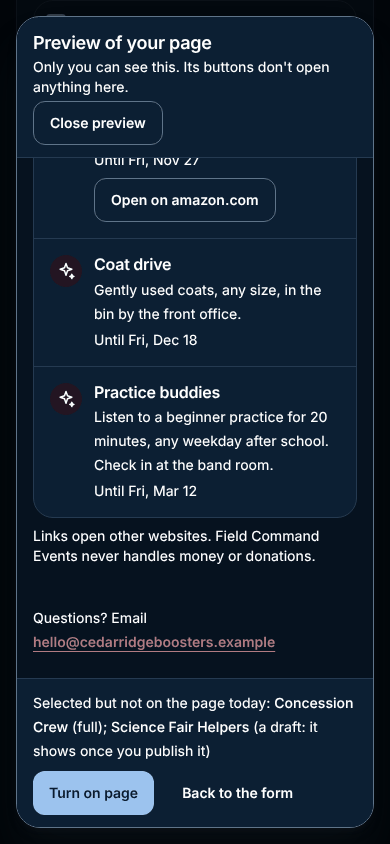 Preview of your page
Only you can see this. Its buttons don't open
anything here.
Close preview
Until Fri, Nov 27
Open on amazon.com
Coat drive
Gently used coats, any size, in the
bin by the front office.
Until Fri, Dec 18
Practice buddies
Listen to a beginner practice for 20
minutes, any weekday after school.
Check in at the band room.
Until Fri, Mar 12
Links open other websites. Field Command
Events never handles money or donations.
Questions? Email
hello@cedarridgeboosters.example
Selected but not on the page today: Concession
Crew (full); Science Fair Helpers (a draft: it
shows once you publish it)
Turn on page
Back to the form